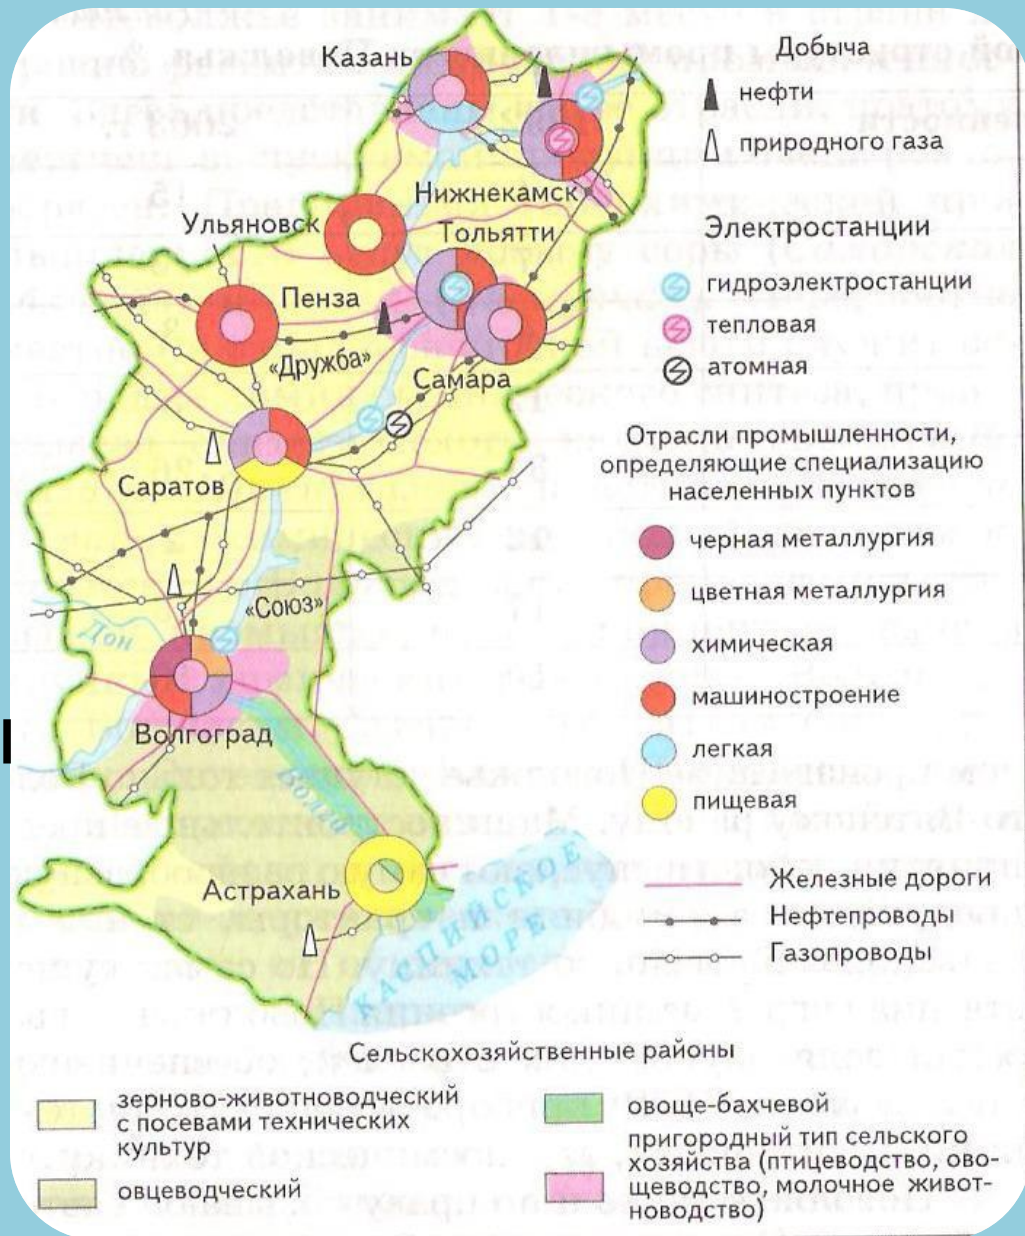 Казань
Нижнекамск
Ульяновск
Тольятти
Пенза
«Дружба»
Самара
Саратов
«Союз»
Дон
Волгоград
Астрахань
КАСПИЙСКОЕ
МОРЕ
Добыча
нефти
природного газа
Электростанции
гидроэлектростанции
тепловая
атомная
Отрасли промышленности,
определяющие специализацию
населенных пунктов
черная металлургия
цветная металлургия
химическая
машиностроение
легкая
пищевая
Железные дороги
Нефтепроводы
Газопроводы
Сельскохозяйственные районы
зерново-животноводческий
с посевами технических
культур
овцеводческий
овоще-бахчевой
пригородный тип сельского
хозяйства (птицеводство, ово-
щеводство, молочное живот-
новодство)